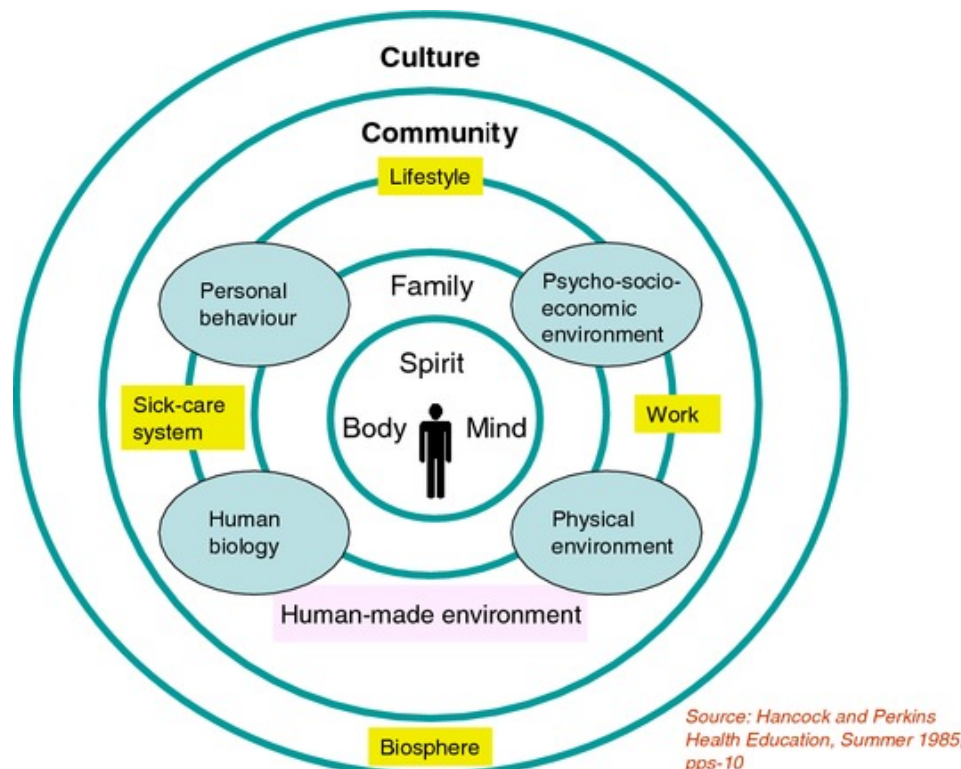 Culture
Community
Lifestyle
Personal
behaviour
Psycho-socio-
economic
environment
Family
Spirit
Body
Mind
Sick-care
system
Work
Human
biology
Physical
environment
Human-made environment
Biosphere
Source: Hancock and Perkins
Health Education, Summer 1985,
pps-10